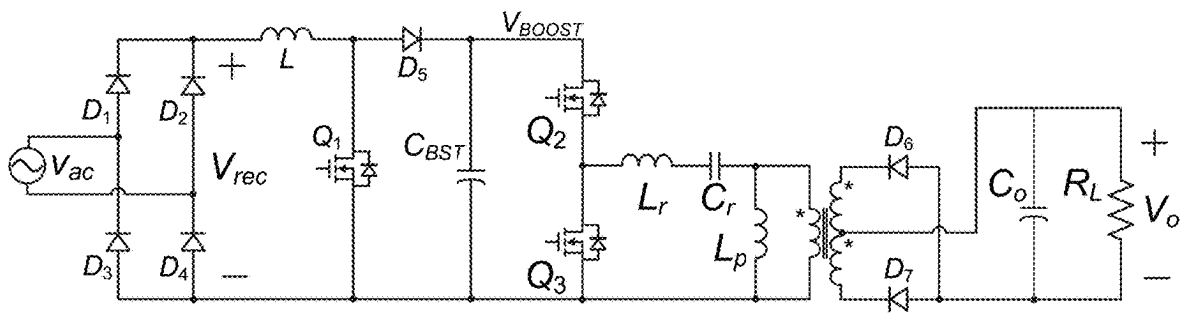 V_BOOST
+
L
D₅
D₁
D₂
Q₁
Q₂
D₆
v_ac
V_rec
C_BST
L_r
C_r
*
*
*
C_o
R_L
+
V_o
L_p
D₃
D₄
−
Q₃
D₇
−